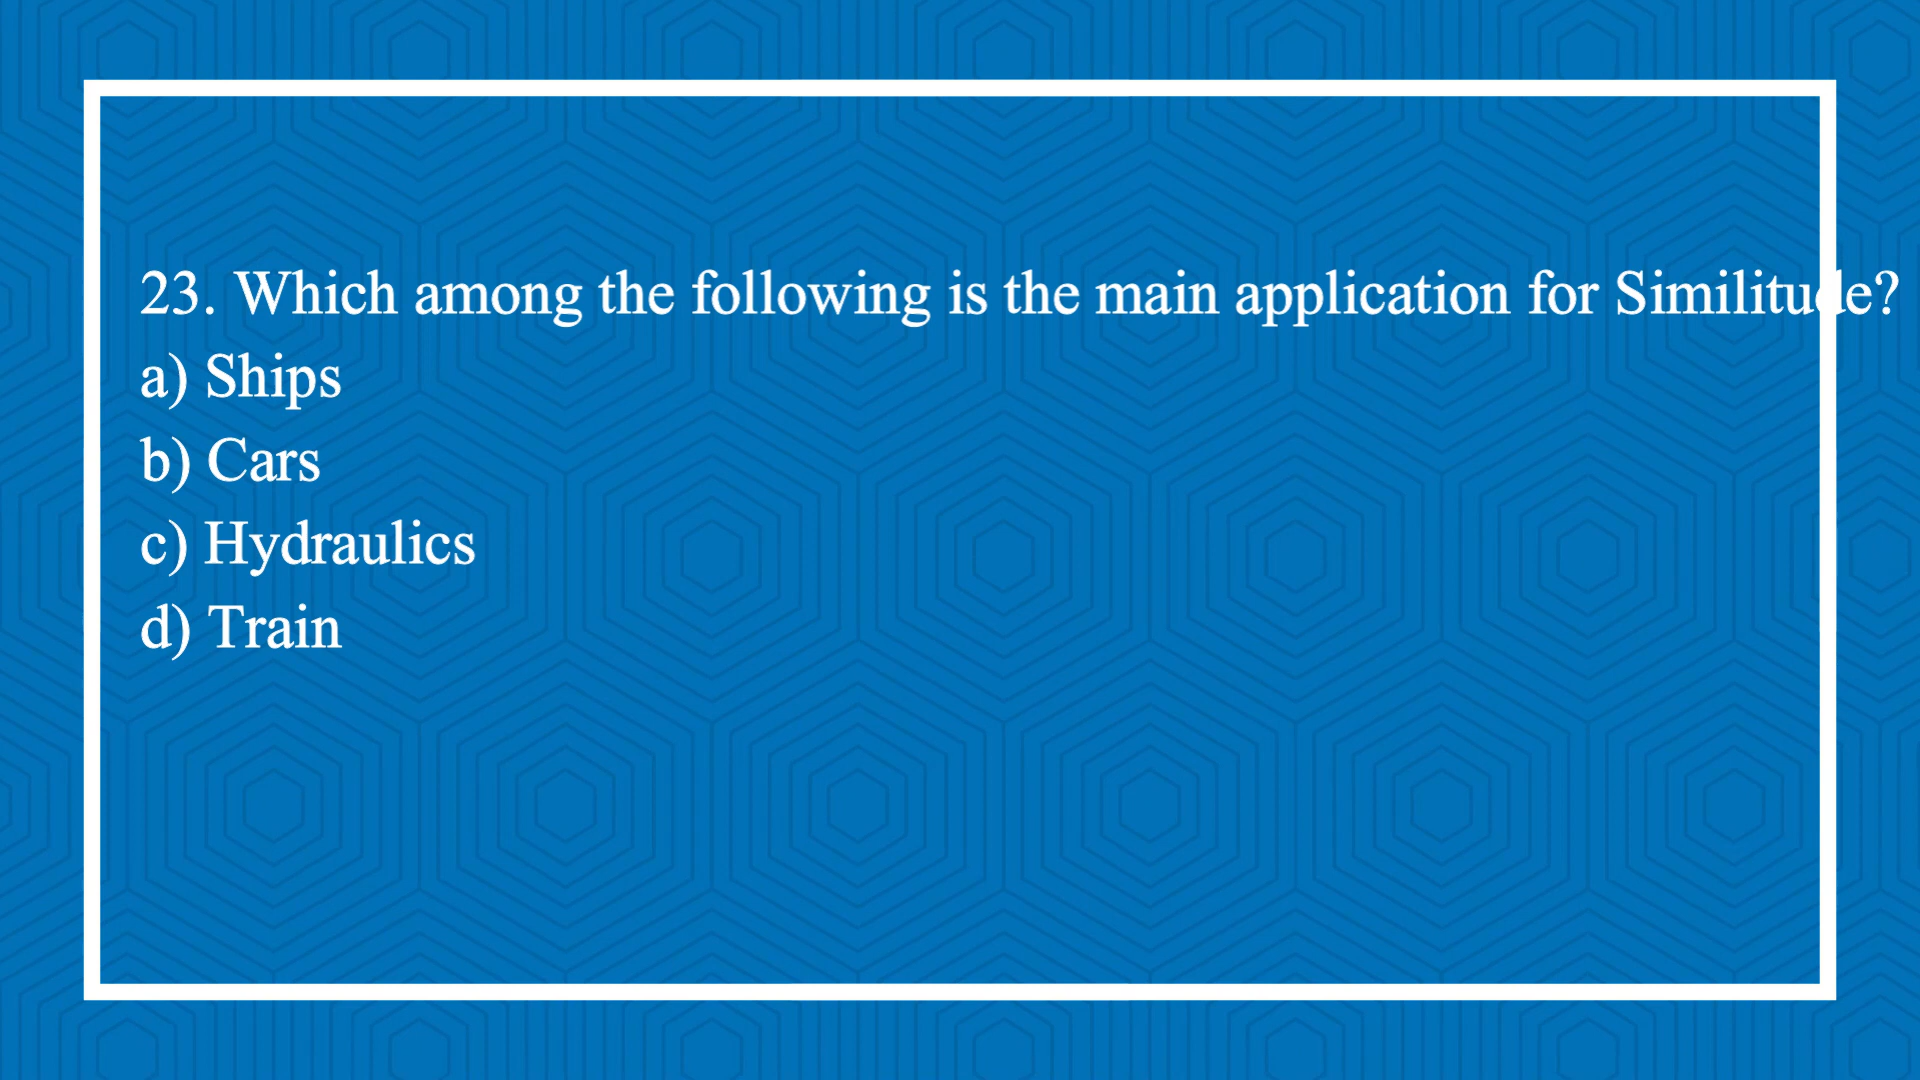 23. Which among the following is the main application for Similitude?
a) Ships
b) Cars
c) Hydraulics
d) Train